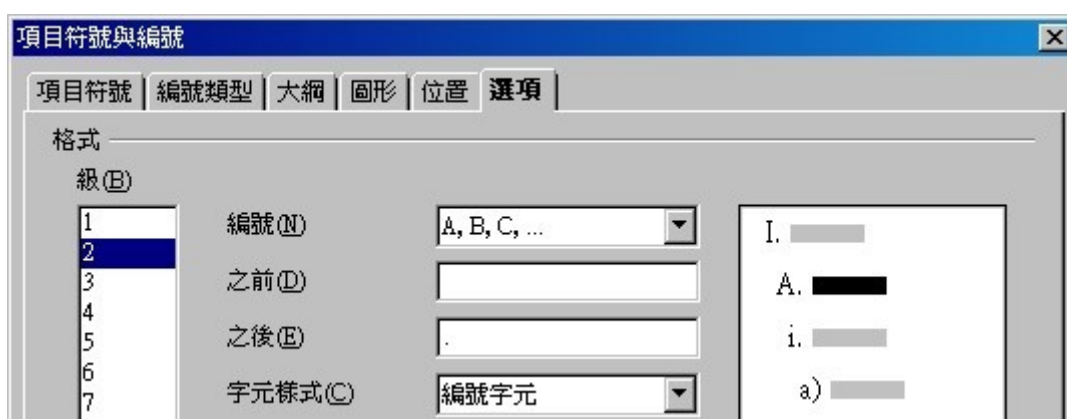 項目符號與編號
項目符號 編號類型 大綱 圖形 位置 選項
格式
級(B)
1
2
3
4
5
6
7
編號(N) A, B, C, ...
之前(D)
之後(E) .
字元樣式(C) 編號字元
I.
A.
i.
a)